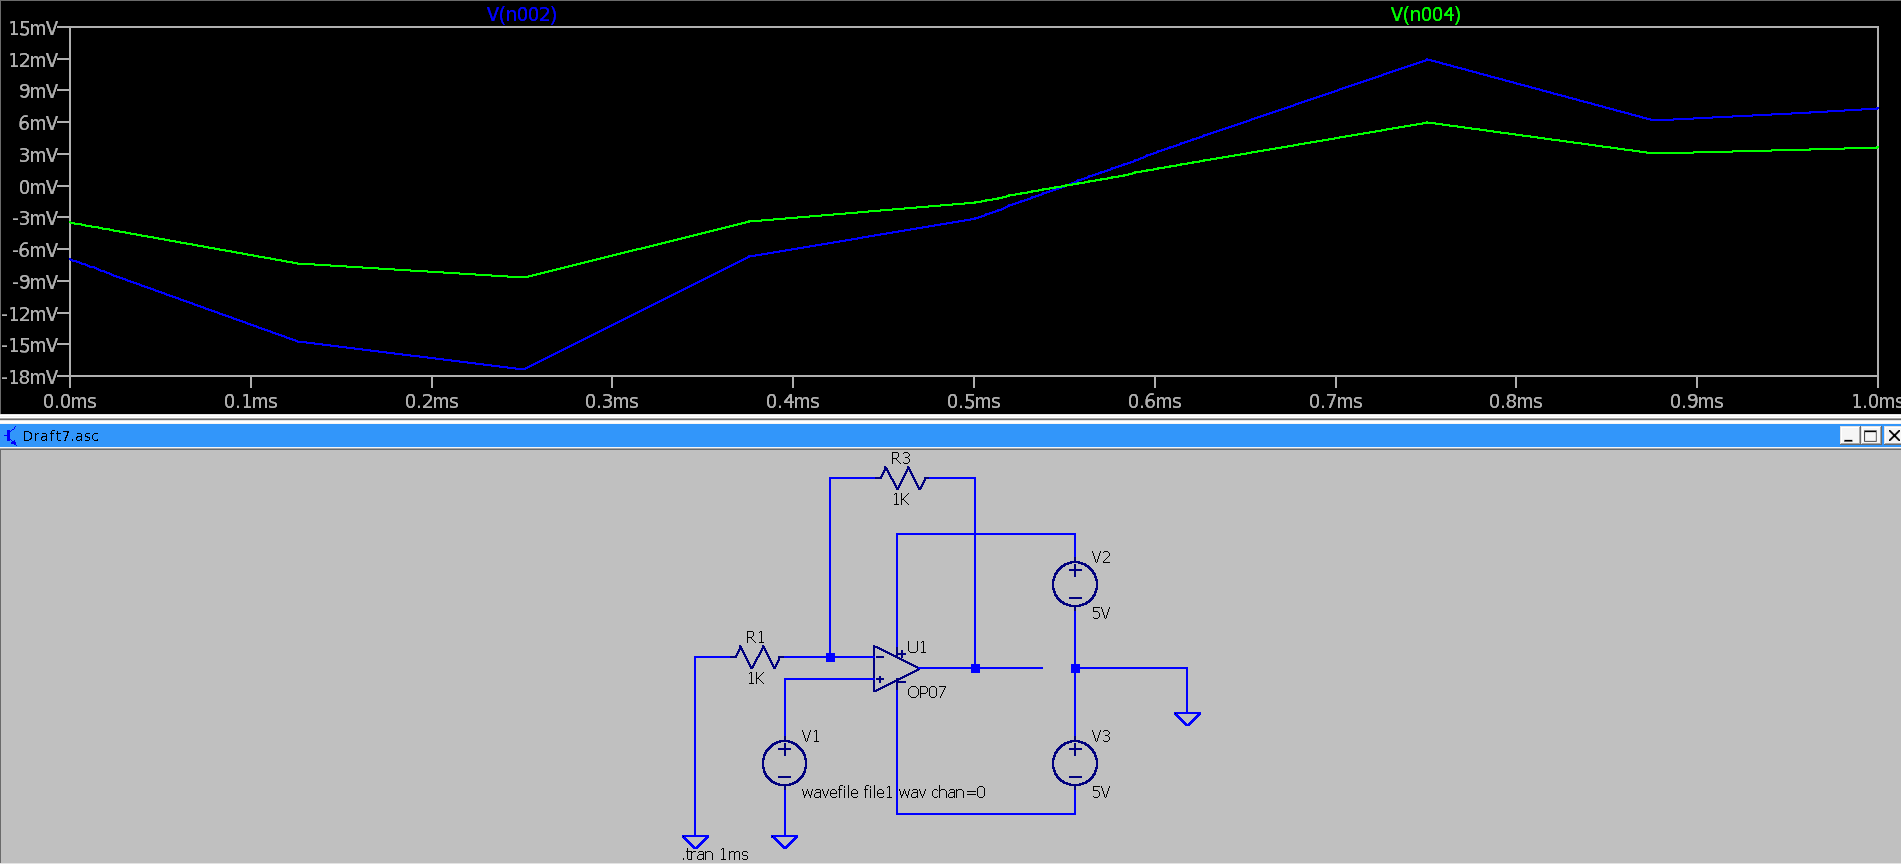 V(n002) V(n004)
15mV
12mV
9mV
6mV
3mV
0mV
-3mV
-6mV
-9mV
-12mV
-15mV
-18mV
0.0ms 0.1ms 0.2ms 0.3ms 0.4ms 0.5ms 0.6ms 0.7ms 0.8ms 0.9ms 1.0ms
Draft7.asc
R3
1K
V2
5V
R1
1K
U1
OP07
V1
wavefile file1 wav chan=0
V3
5V
.tran 1ms